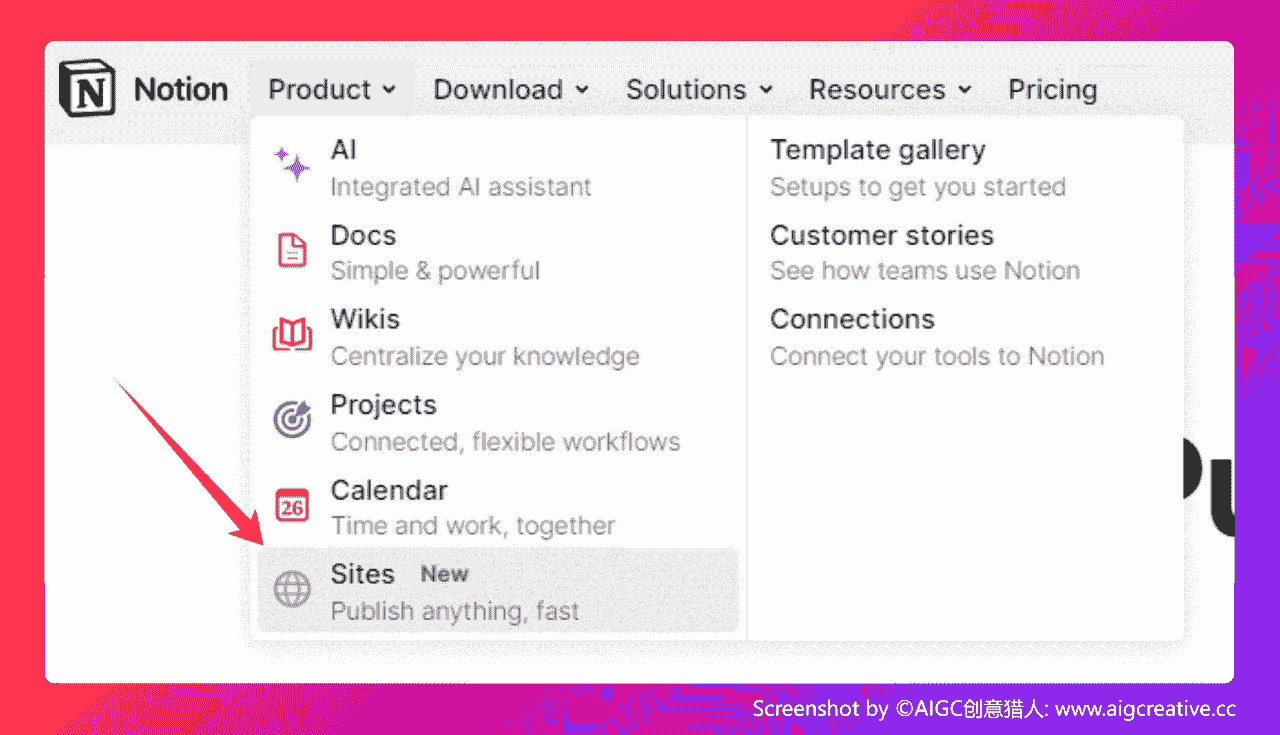 Notion Product Download Solutions Resources Pricing
AI
Integrated AI assistant
Docs
Simple & powerful
Wikis
Centralize your knowledge
Projects
Connected, flexible workflows
26
Calendar
Time and work, together
Sites New
Publish anything, fast
Template gallery
Setups to get you started
Customer stories
See how teams use Notion
Connections
Connect your tools to Notion
Screenshot by ©AIGC创意猎人: www.aigcreative.cc